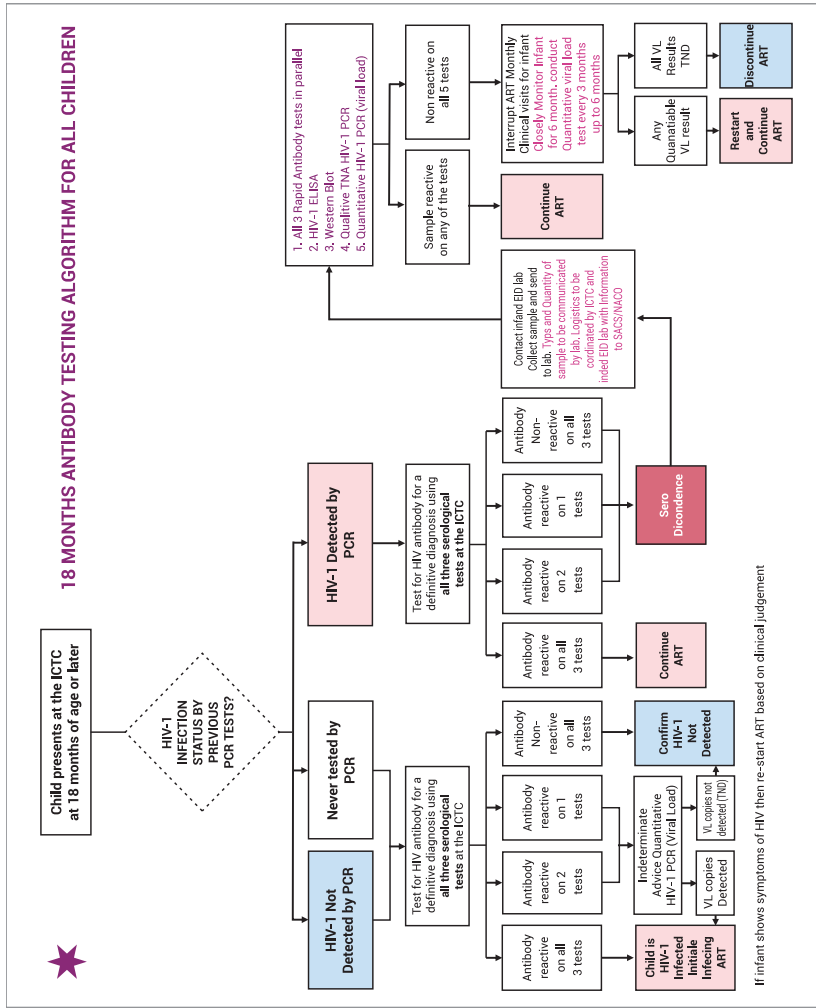 18 MONTHS ANTIBODY TESTING ALGORITHM FOR ALL CHILDREN
Child presents at the ICTC
at 18 months of age or later
HIV-1
INFECTION
STATUS BY
PREVIOUS
PCR TESTS?
HIV-1 Not
Detected by PCR
Never tested by
PCR
HIV-1 Detected by
PCR
Test for HIV antibody for a
definitive diagnosis using
all three serological
tests at the ICTC
Test for HIV antibody for a
definitive diagnosis using
all three serological
tests at the ICTC
Antibody
reactive
on all
3 tests
Antibody
reactive
on 2
tests
Antibody
reactive
on 1
tests
Antibody
Non-
reactive
on all
3 tests
Antibody
reactive
on all
3 tests
Antibody
reactive
on 2
tests
Antibody
reactive
on 1
tests
Antibody
Non-
reactive
on all
3 tests
Child is
HIV-1
Infected
Initiale
Infecing
ART
Indeterminate
Advice Quantitative
HIV-1 PCR (Viral Load)
VL copies
Detected
VL copies not
detected (TND)
Confirm
HIV-1
Not
Detected
Continue
ART
Sero
Dicondence
Contact infand EID lab
Collect sample and send
to lab. Typs and Quantity of
sample to be communicated
by lab. Logistics to be
cordinated by ICTC and
inded EID lab with Information
to SACS/NACO
1. All 3 Rapid Antibody tests in parallel
2. HIV-1 ELISA
3. Western Blot
4. Qualitive TNA HIV-1 PCR
5. Quantitative HIV-1 PCR (viral load)
Sample reactive
on any of the tests
Non reactive on
all 5 tests
Continue
ART
Interrupt ART Monthly
Clinical visits for infant
Closely Monitor Infant
for 6 month. conduct
Quantitative viral load
test every 3 months
up to 6 months
Any
Quanatiable
VL result
All VL
Results
TND
Restart
and
Continue
ART
Discontinue
ART
If infant shows symptoms of HIV then re-start ART based on clinical judgement